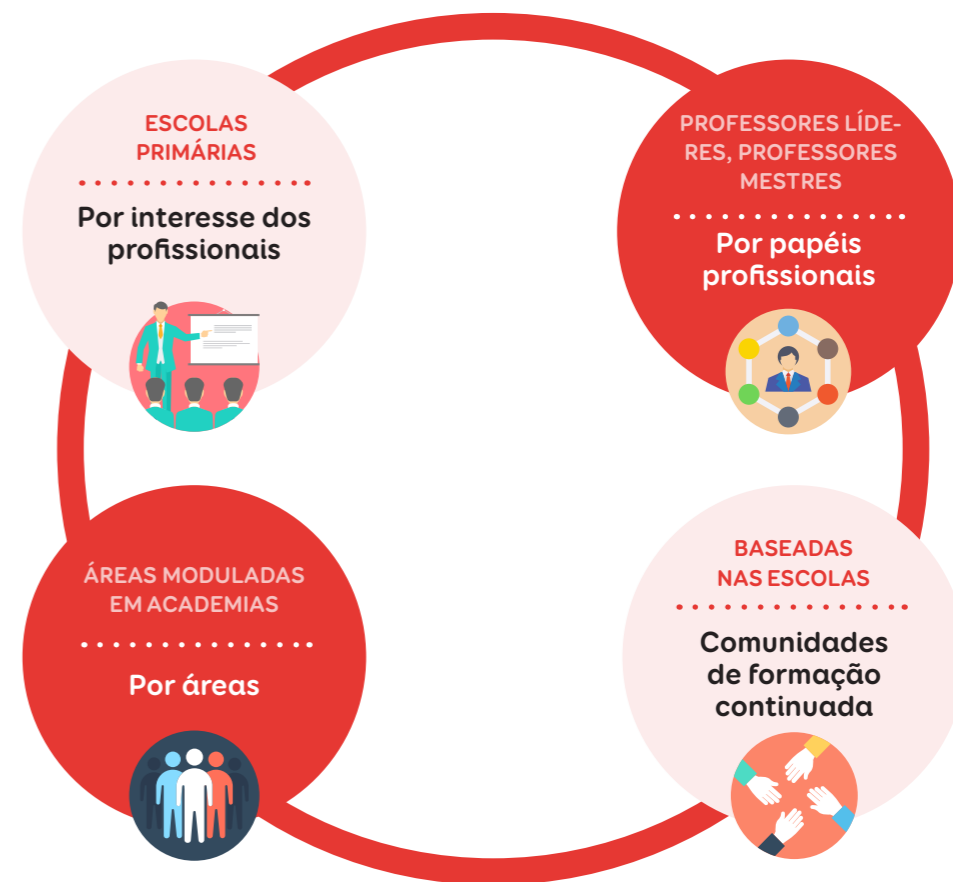 ESCOLAS
PRIMÁRIAS
Por interesse dos
profissionais
PROFESSORES LÍDE-
RES, PROFESSORES
MESTRES
Por papéis
profissionais
ÁREAS MODULADAS
EM ACADEMIAS
Por áreas
BASEADAS
NAS ESCOLAS
Comunidades
de formação
continuada